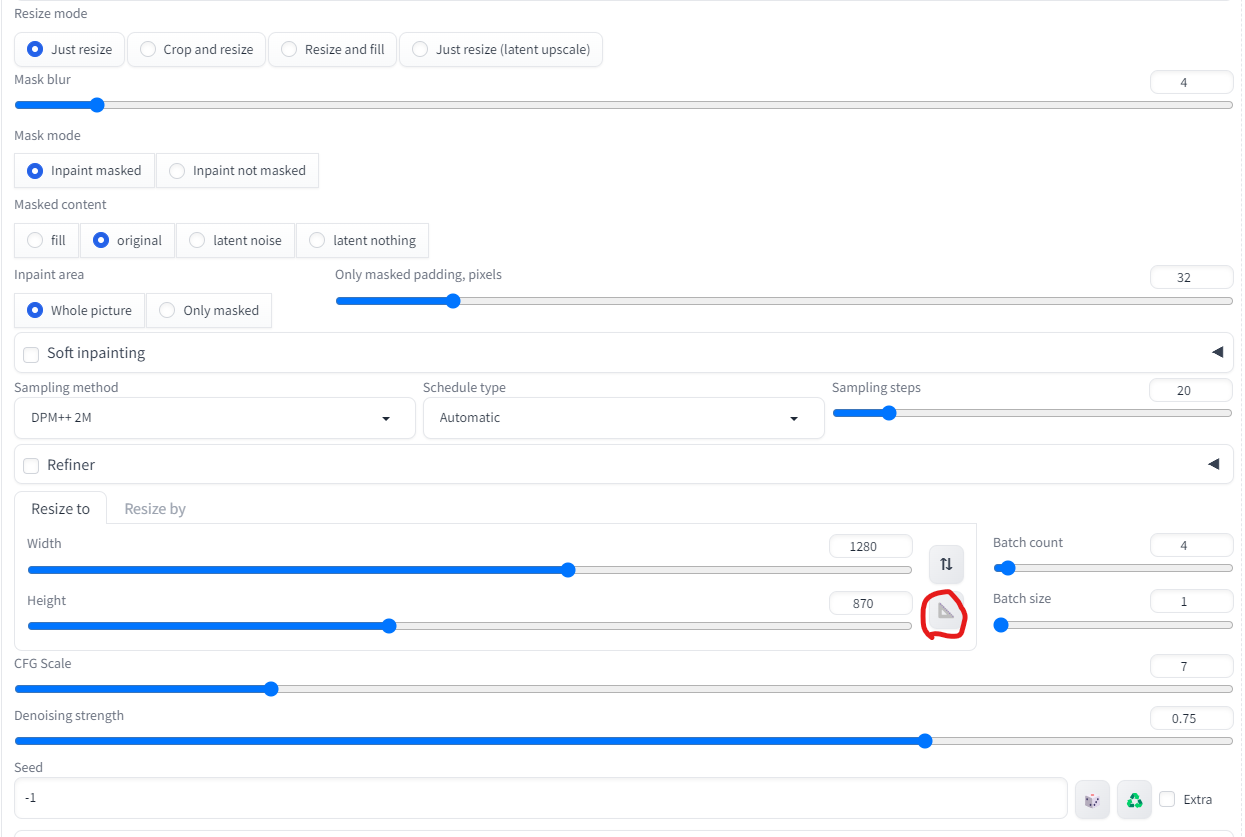 Resize mode
Just resize Crop and resize Resize and fill Just resize (latent upscale)
Mask blur 4
Mask mode
Inpaint masked Inpaint not masked
Masked content
fill original latent noise latent nothing
Inpaint area Only masked padding, pixels 32
Whole picture Only masked
Soft inpainting
Sampling method Schedule type Sampling steps 20
DPM++ 2M Automatic
Refiner
Resize to Resize by
Width 1280 Batch count 4
Height 870 Batch size 1
CFG Scale 7
Denoising strength 0.75
Seed
-1 Extra